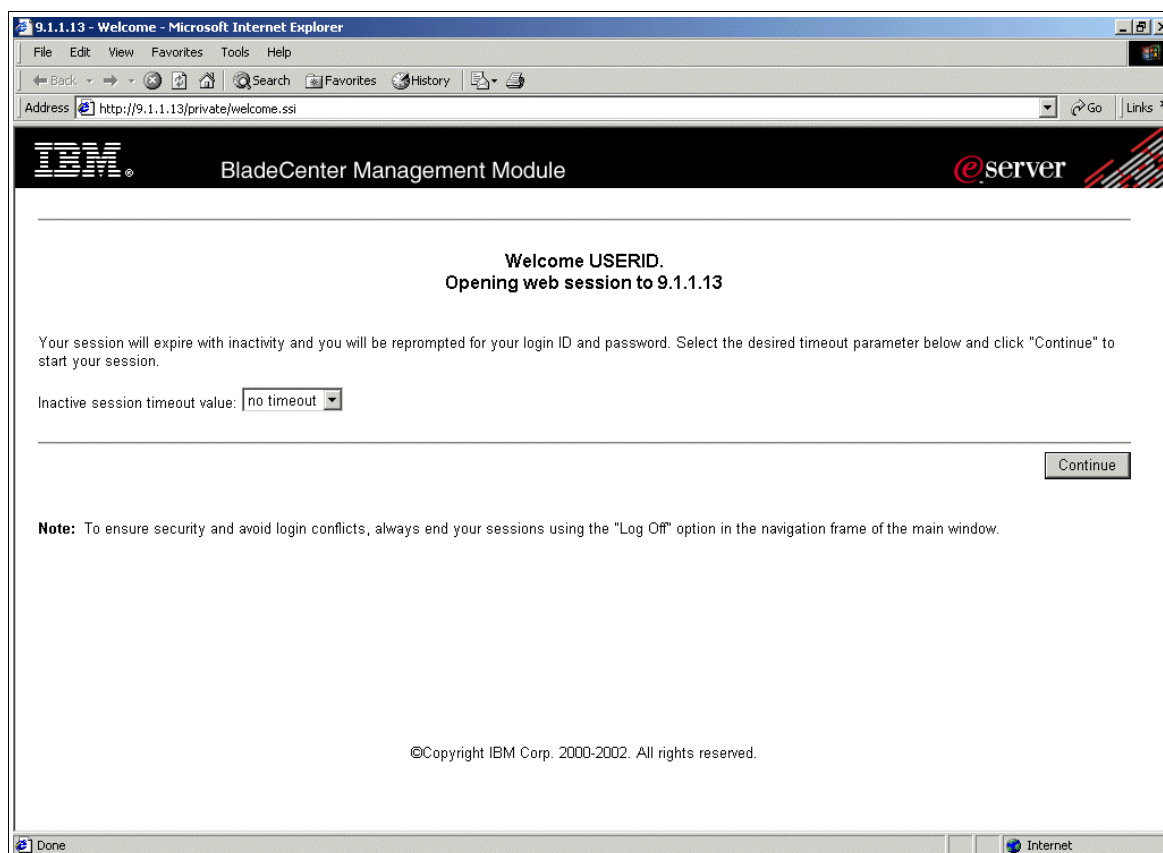 9.1.1.13 - Welcome - Microsoft Internet Explorer
File Edit View Favorites Tools Help
Back Search Favorites History
Address http://9.1.1.13/private/welcome.ssi Go Links
IBM® BladeCenter Management Module @server
Welcome USERID.
Opening web session to 9.1.1.13
Your session will expire with inactivity and you will be reprompted for your login ID and password. Select the desired timeout parameter below and click "Continue" to
start your session.
Inactive session timeout value: no timeout
Continue
Note: To ensure security and avoid login conflicts, always end your sessions using the "Log Off" option in the navigation frame of the main window.
©Copyright IBM Corp. 2000-2002. All rights reserved.
Done Internet